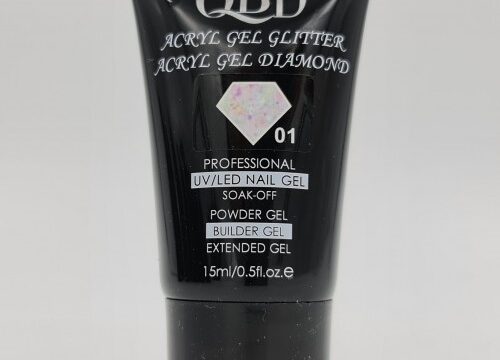 QBD
ACRYL GEL GLITTER
ACRYL GEL DIAMOND
01
PROFESSIONAL
UV/LED NAIL GEL
SOAK-OFF
POWDER GEL
BUILDER GEL
EXTENDED GEL
15ml/0.5fl.oz.e